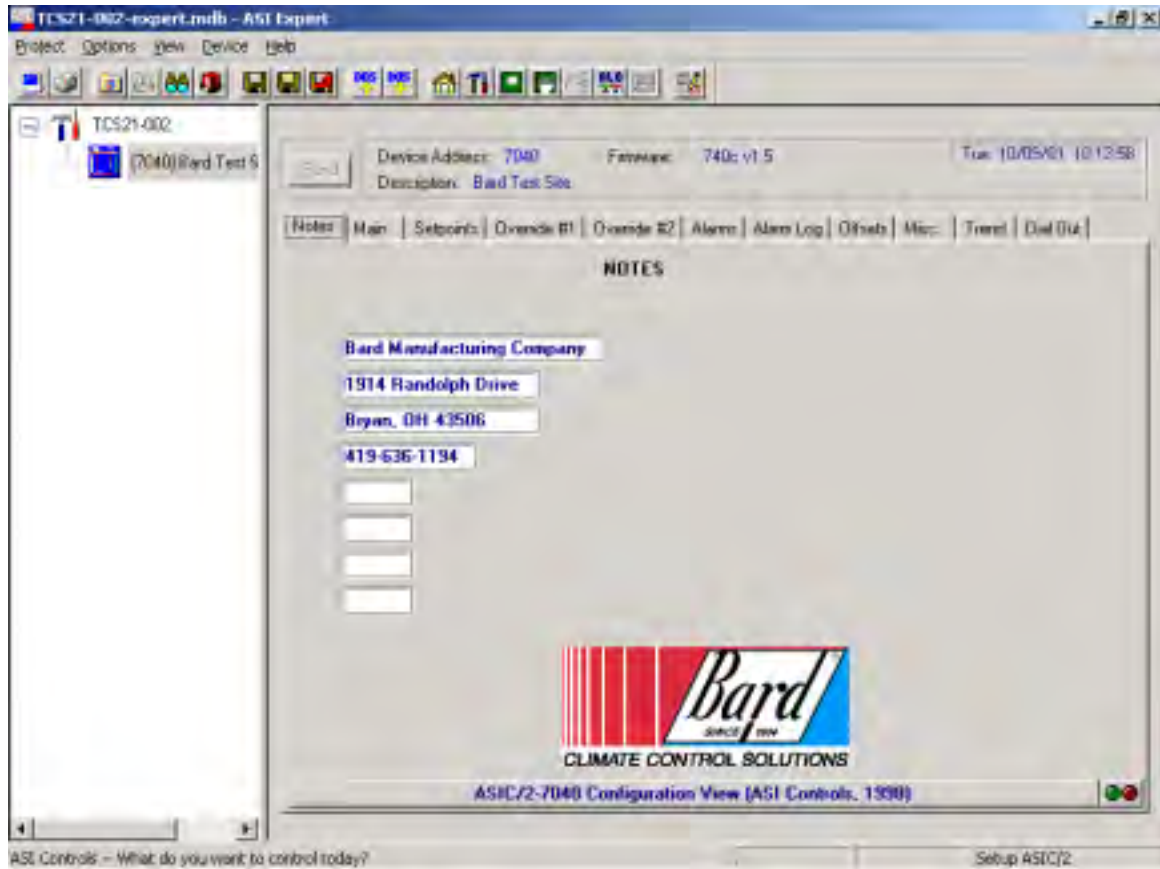 TCS21-002-expert.mdb - ASI Expert
Project Options View Device Help
TCS21-002
(7040) Bard Test S
Device Address: 7040 Firmware: 740c v1.5
Description: Bard Test Site
Notes Main Setpoints Override #1 Override #2 Alarms Alarm Log Offsets Misc. Trend Dial Out
NOTES
Bard Manufacturing Company
1914 Randolph Drive
Bryan, OH 43506
419-636-1194
Bard
SINCE 1914
CLIMATE CONTROL SOLUTIONS
ASIC/2-7040 Configuration View (ASI Controls, 1998)
ASI Controls -- What do you want to control today?
Setup ASIC/2